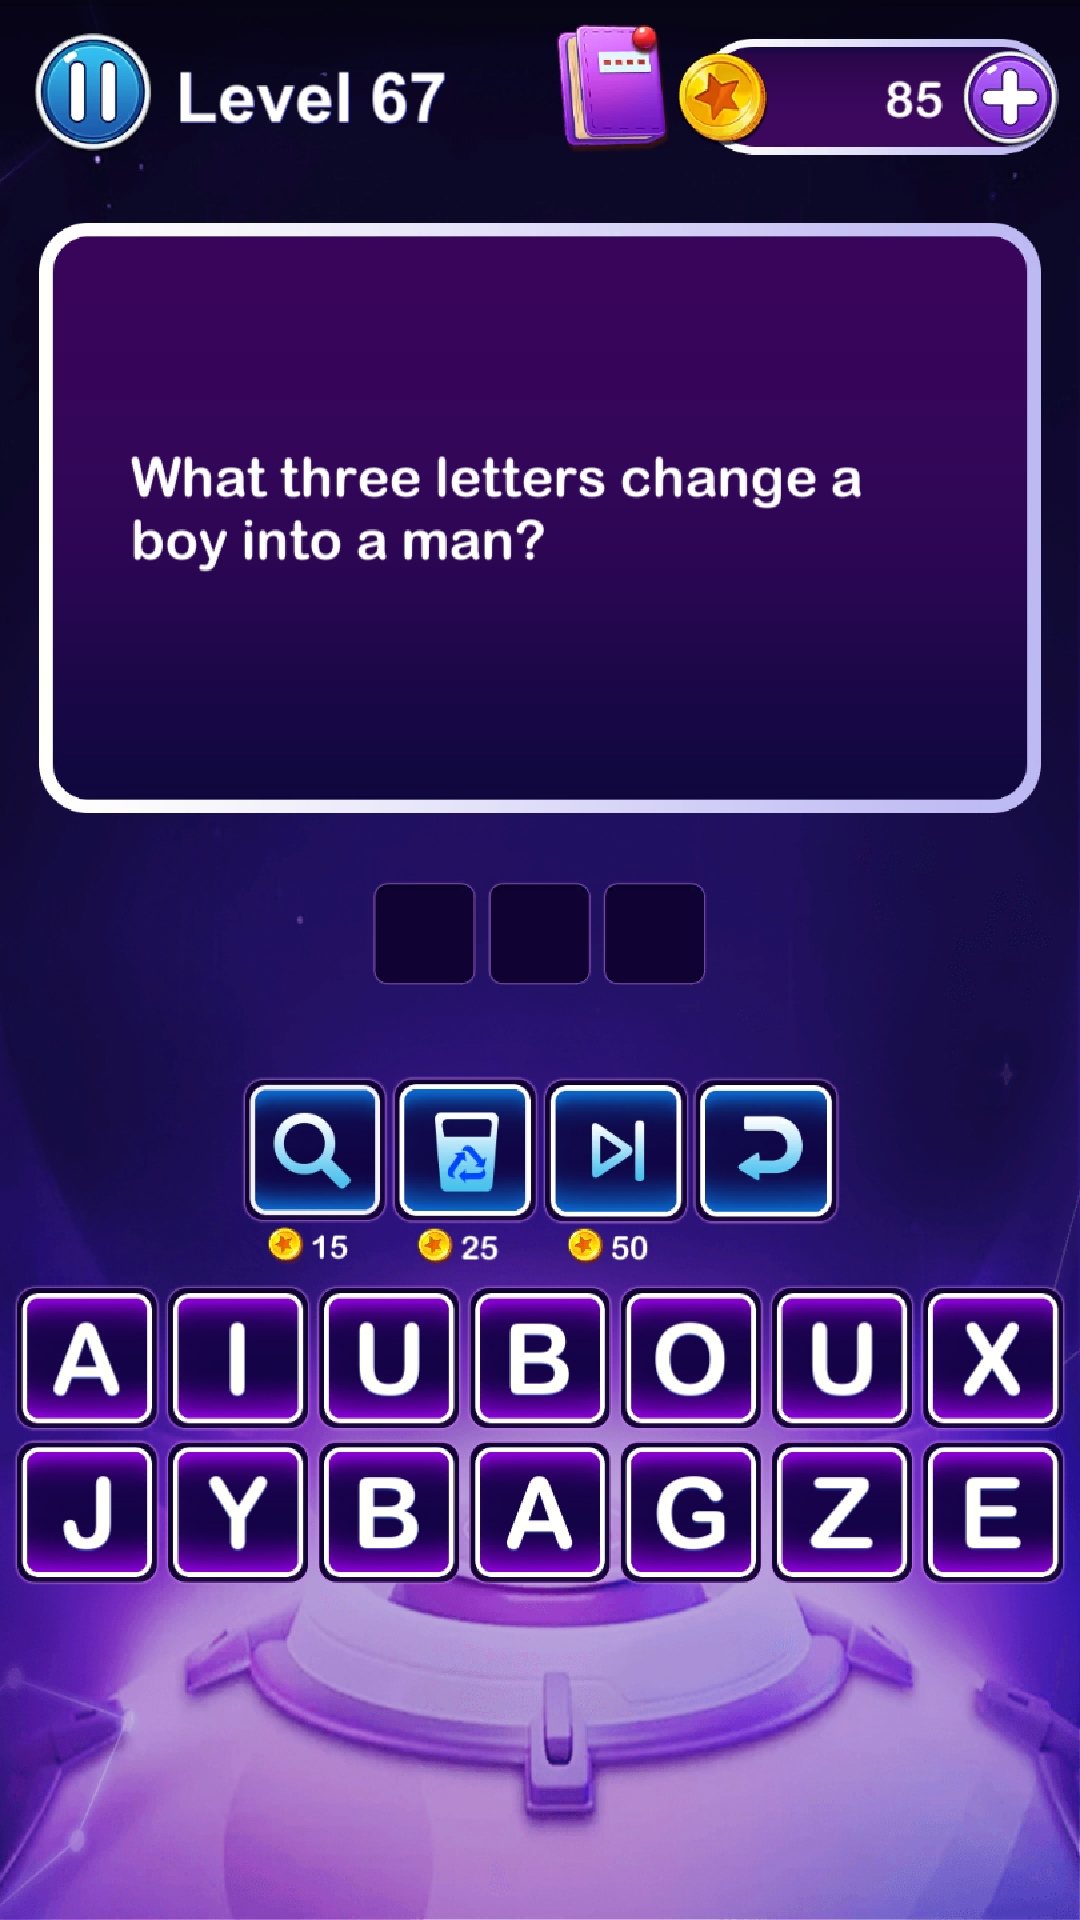 Level 67
85
What three letters change a
boy into a man?
15 25 50
A I U B O U X
J Y B A G Z E